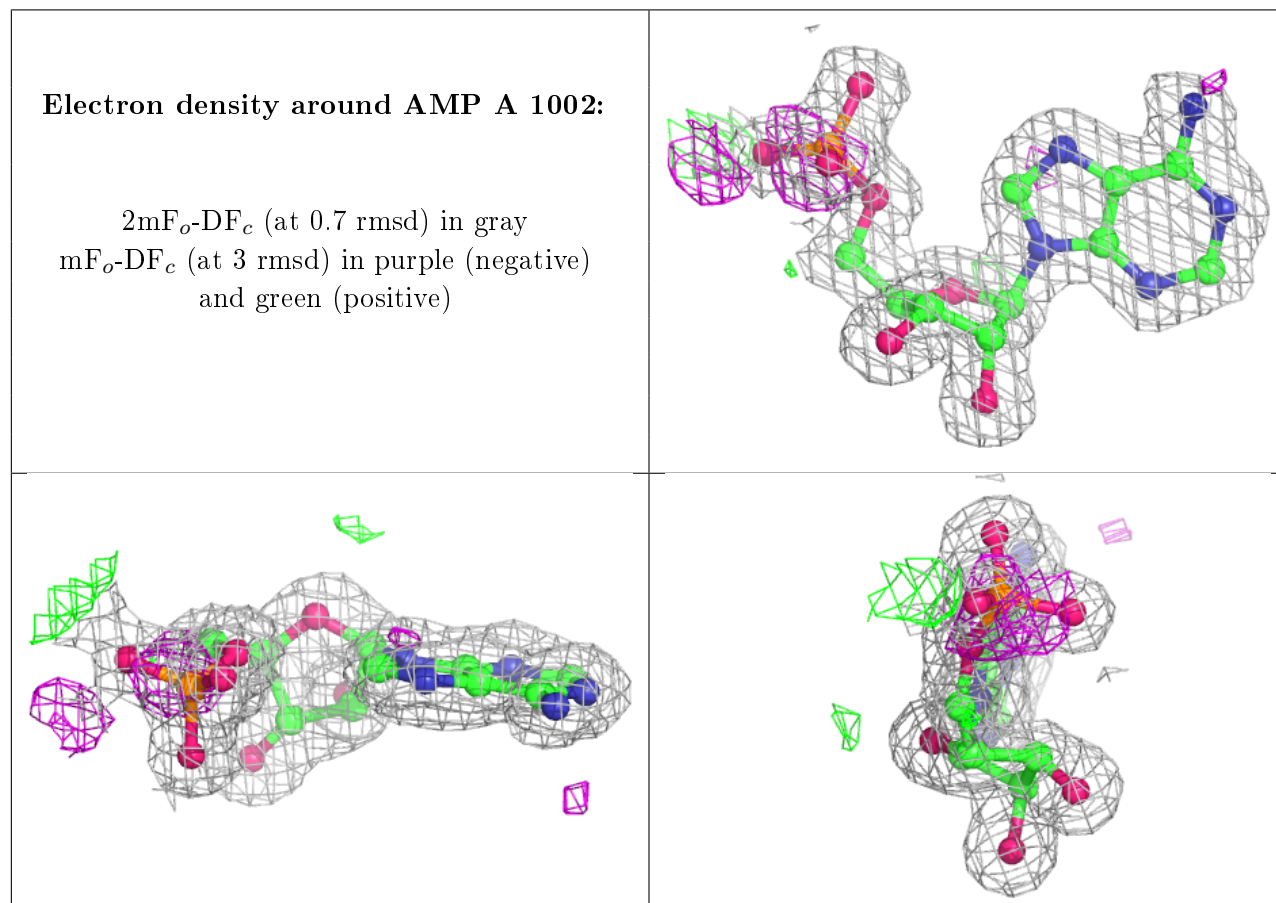 Electron density around AMP A 1002:
2mFₒ-DF𝒸 (at 0.7 rmsd) in gray
mFₒ-DF𝒸 (at 3 rmsd) in purple (negative)
and green (positive)